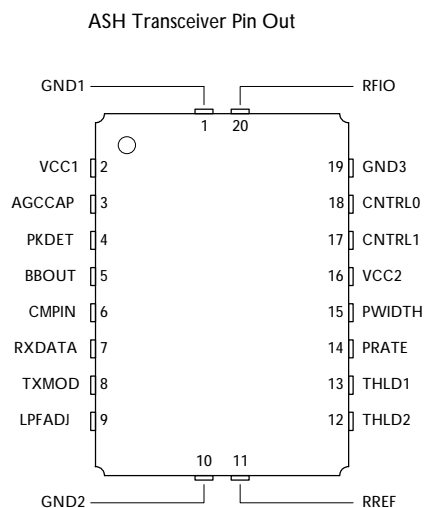 ASH Transceiver Pin Out
GND1 RFIO
1 20
VCC1 2 19 GND3
AGCCAP 3 18 CNTRL0
PKDET 4 17 CNTRL1
BBOUT 5 16 VCC2
CMPIN 6 15 PWIDTH
RXDATA 7 14 PRATE
TXMOD 8 13 THLD1
LPFADJ 9 12 THLD2
10 11
GND2 RREF